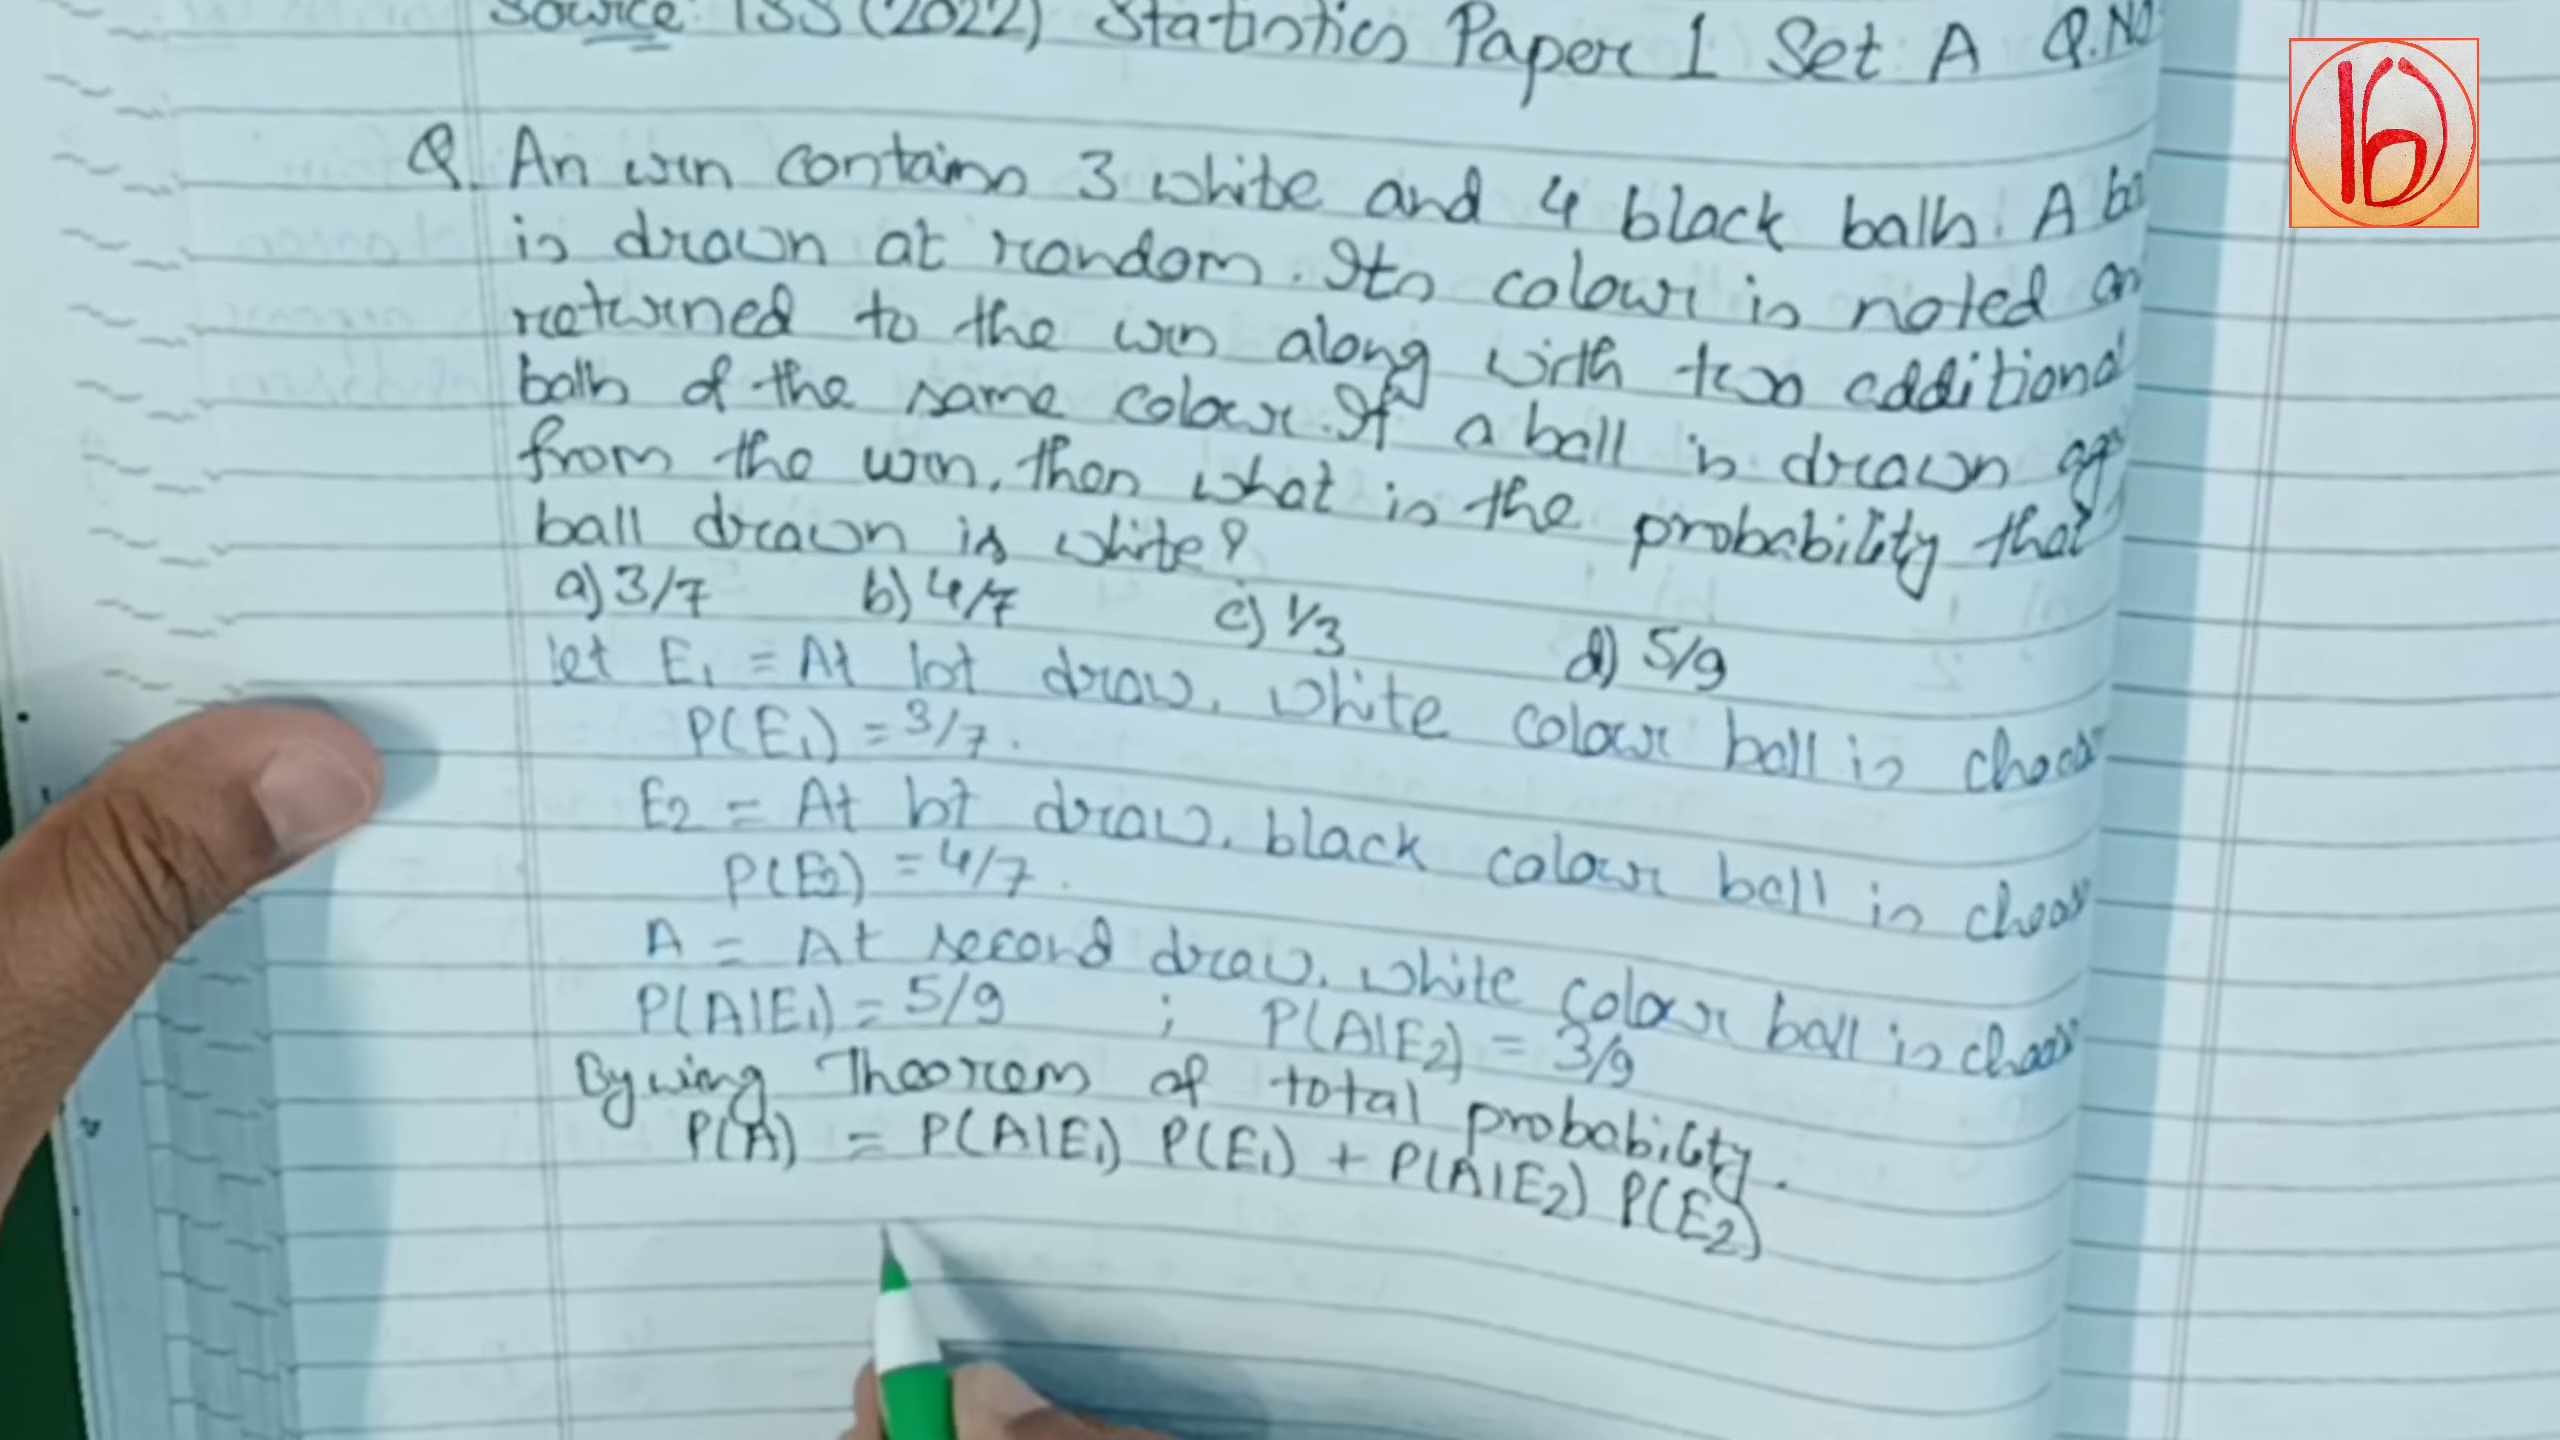 Source: ISS (2022) Statistics Paper 1 Set A Q.No.
Q. An urn contains 3 white and 4 black balls. A
is drawn at random. Its colour is noted
returned to the urn along with two additional
balls of the same colour. If a ball is drawn
from the urn, then what is the probability that
ball drawn is white?
a) 3/7 b) 4/7 c) 1/3 d) 5/9
let E1 = At 1st draw, white colour ball is
P(E1) = 3/7.
E2 = At 1st draw, black colour ball is
P(E2) = 4/7.
A = At second draw, white colour ball is
P(A|E1) = 5/9 ; P(A|E2) = 3/9
By using Theorem of total probability.
P(A) = P(A|E1) P(E1) + P(A|E2) P(E2)